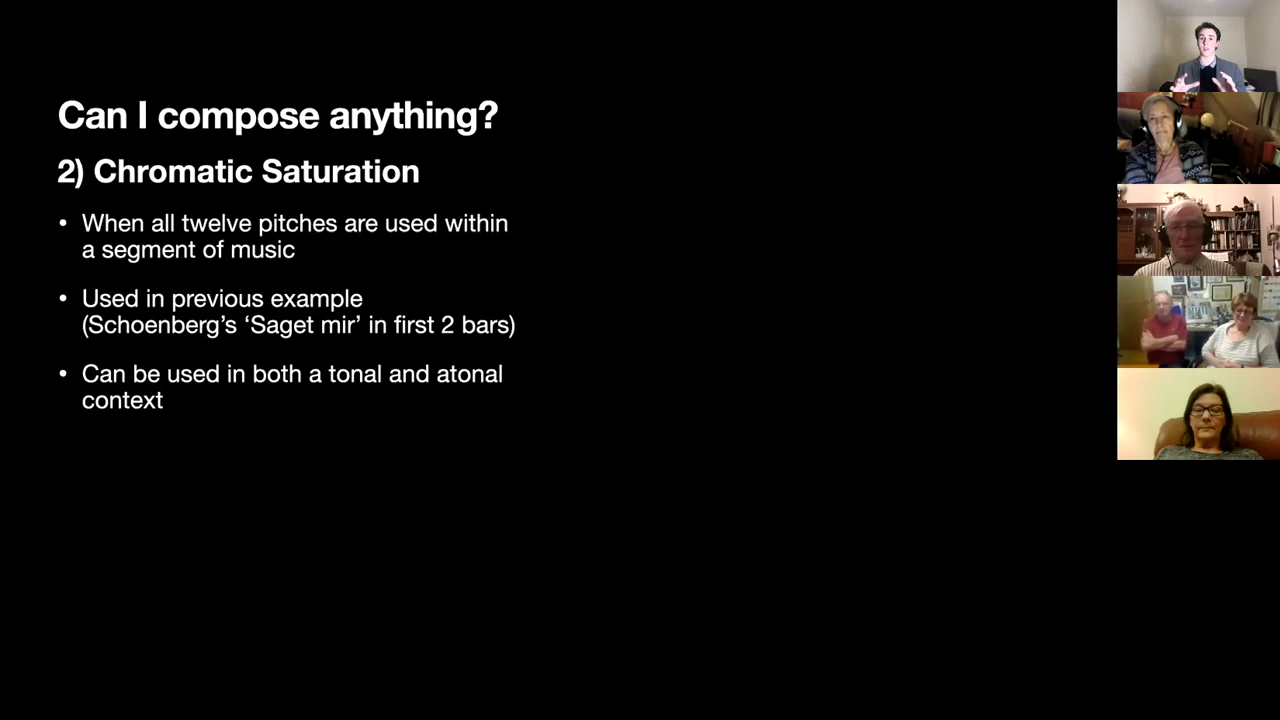 Can I compose anything?
2) Chromatic Saturation
• When all twelve pitches are used within
a segment of music
• Used in previous example
(Schoenberg’s ‘Saget mir’ in first 2 bars)
• Can be used in both a tonal and atonal
context